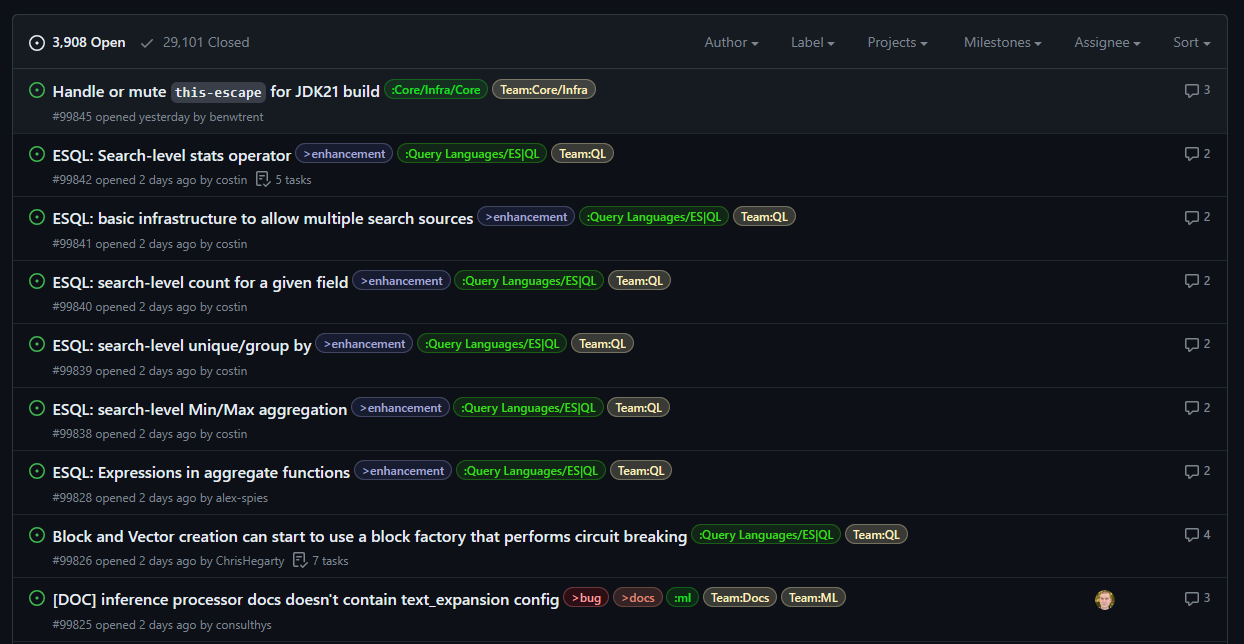 3,908 Open 29,101 Closed Author Label Projects Milestones Assignee Sort
Handle or mute this-escape for JDK21 build :Core/Infra/Core Team:Core/Infra 3
#99845 opened yesterday by benwtrent
ESQL: Search-level stats operator >enhancement :Query Languages/ES|QL Team:QL 2
#99842 opened 2 days ago by costin 5 tasks
ESQL: basic infrastructure to allow multiple search sources >enhancement :Query Languages/ES|QL Team:QL 2
#99841 opened 2 days ago by costin
ESQL: search-level count for a given field >enhancement :Query Languages/ES|QL Team:QL 2
#99840 opened 2 days ago by costin
ESQL: search-level unique/group by >enhancement :Query Languages/ES|QL Team:QL 2
#99839 opened 2 days ago by costin
ESQL: search-level Min/Max aggregation >enhancement :Query Languages/ES|QL Team:QL 2
#99838 opened 2 days ago by costin
ESQL: Expressions in aggregate functions >enhancement :Query Languages/ES|QL Team:QL 2
#99828 opened 2 days ago by alex-spies
Block and Vector creation can start to use a block factory that performs circuit breaking :Query Languages/ES|QL Team:QL 4
#99826 opened 2 days ago by ChrisHegarty 7 tasks
[DOC] inference processor docs doesn't contain text_expansion config >bug >docs :ml Team:Docs Team:ML 3
#99825 opened 2 days ago by consulthys